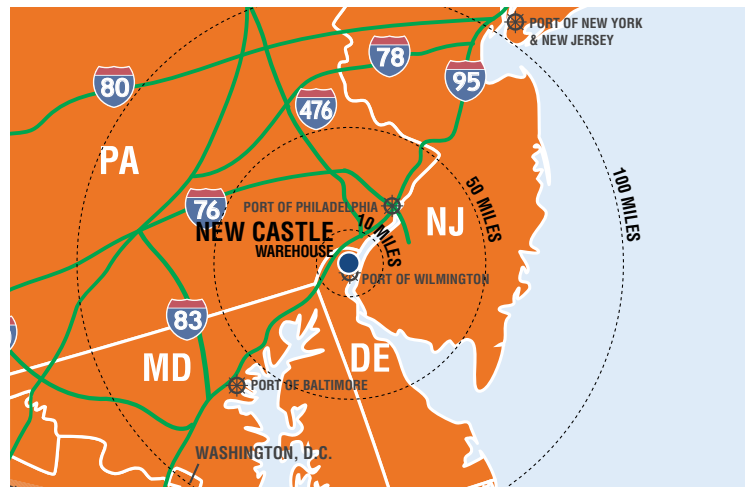 PORT OF NEW YORK
& NEW JERSEY
78
80
95
476
PA
50 MILES
100 MILES
76
PORT OF PHILADELPHIA
NJ
10 MILES
NEW CASTLE
WAREHOUSE
PORT OF WILMINGTON
83
MD
DE
PORT OF BALTIMORE
WASHINGTON, D.C.